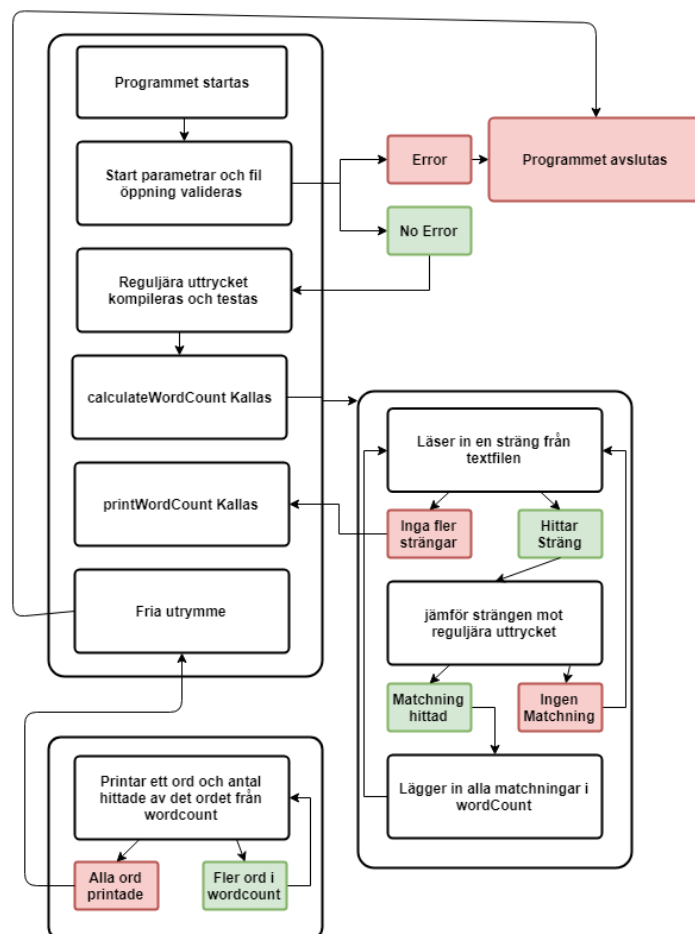 Programmet startas
Start parametrar och fil
öppning valideras
Error
Programmet avslutas
No Error
Reguljära uttrycket
kompileras och testas
calculateWordCount Kallas
Läser in en sträng från
textfilen
printWordCount Kallas
Inga fler
strängar
Hittar
Sträng
Fria utrymme
jämför strängen mot
reguljära uttrycket
Matchning
hittad
Ingen
Matchning
Printar ett ord och antal
hittade av det ordet från
wordcount
Lägger in alla matchningar i
wordCount
Alla ord
printade
Fler ord i
wordcount